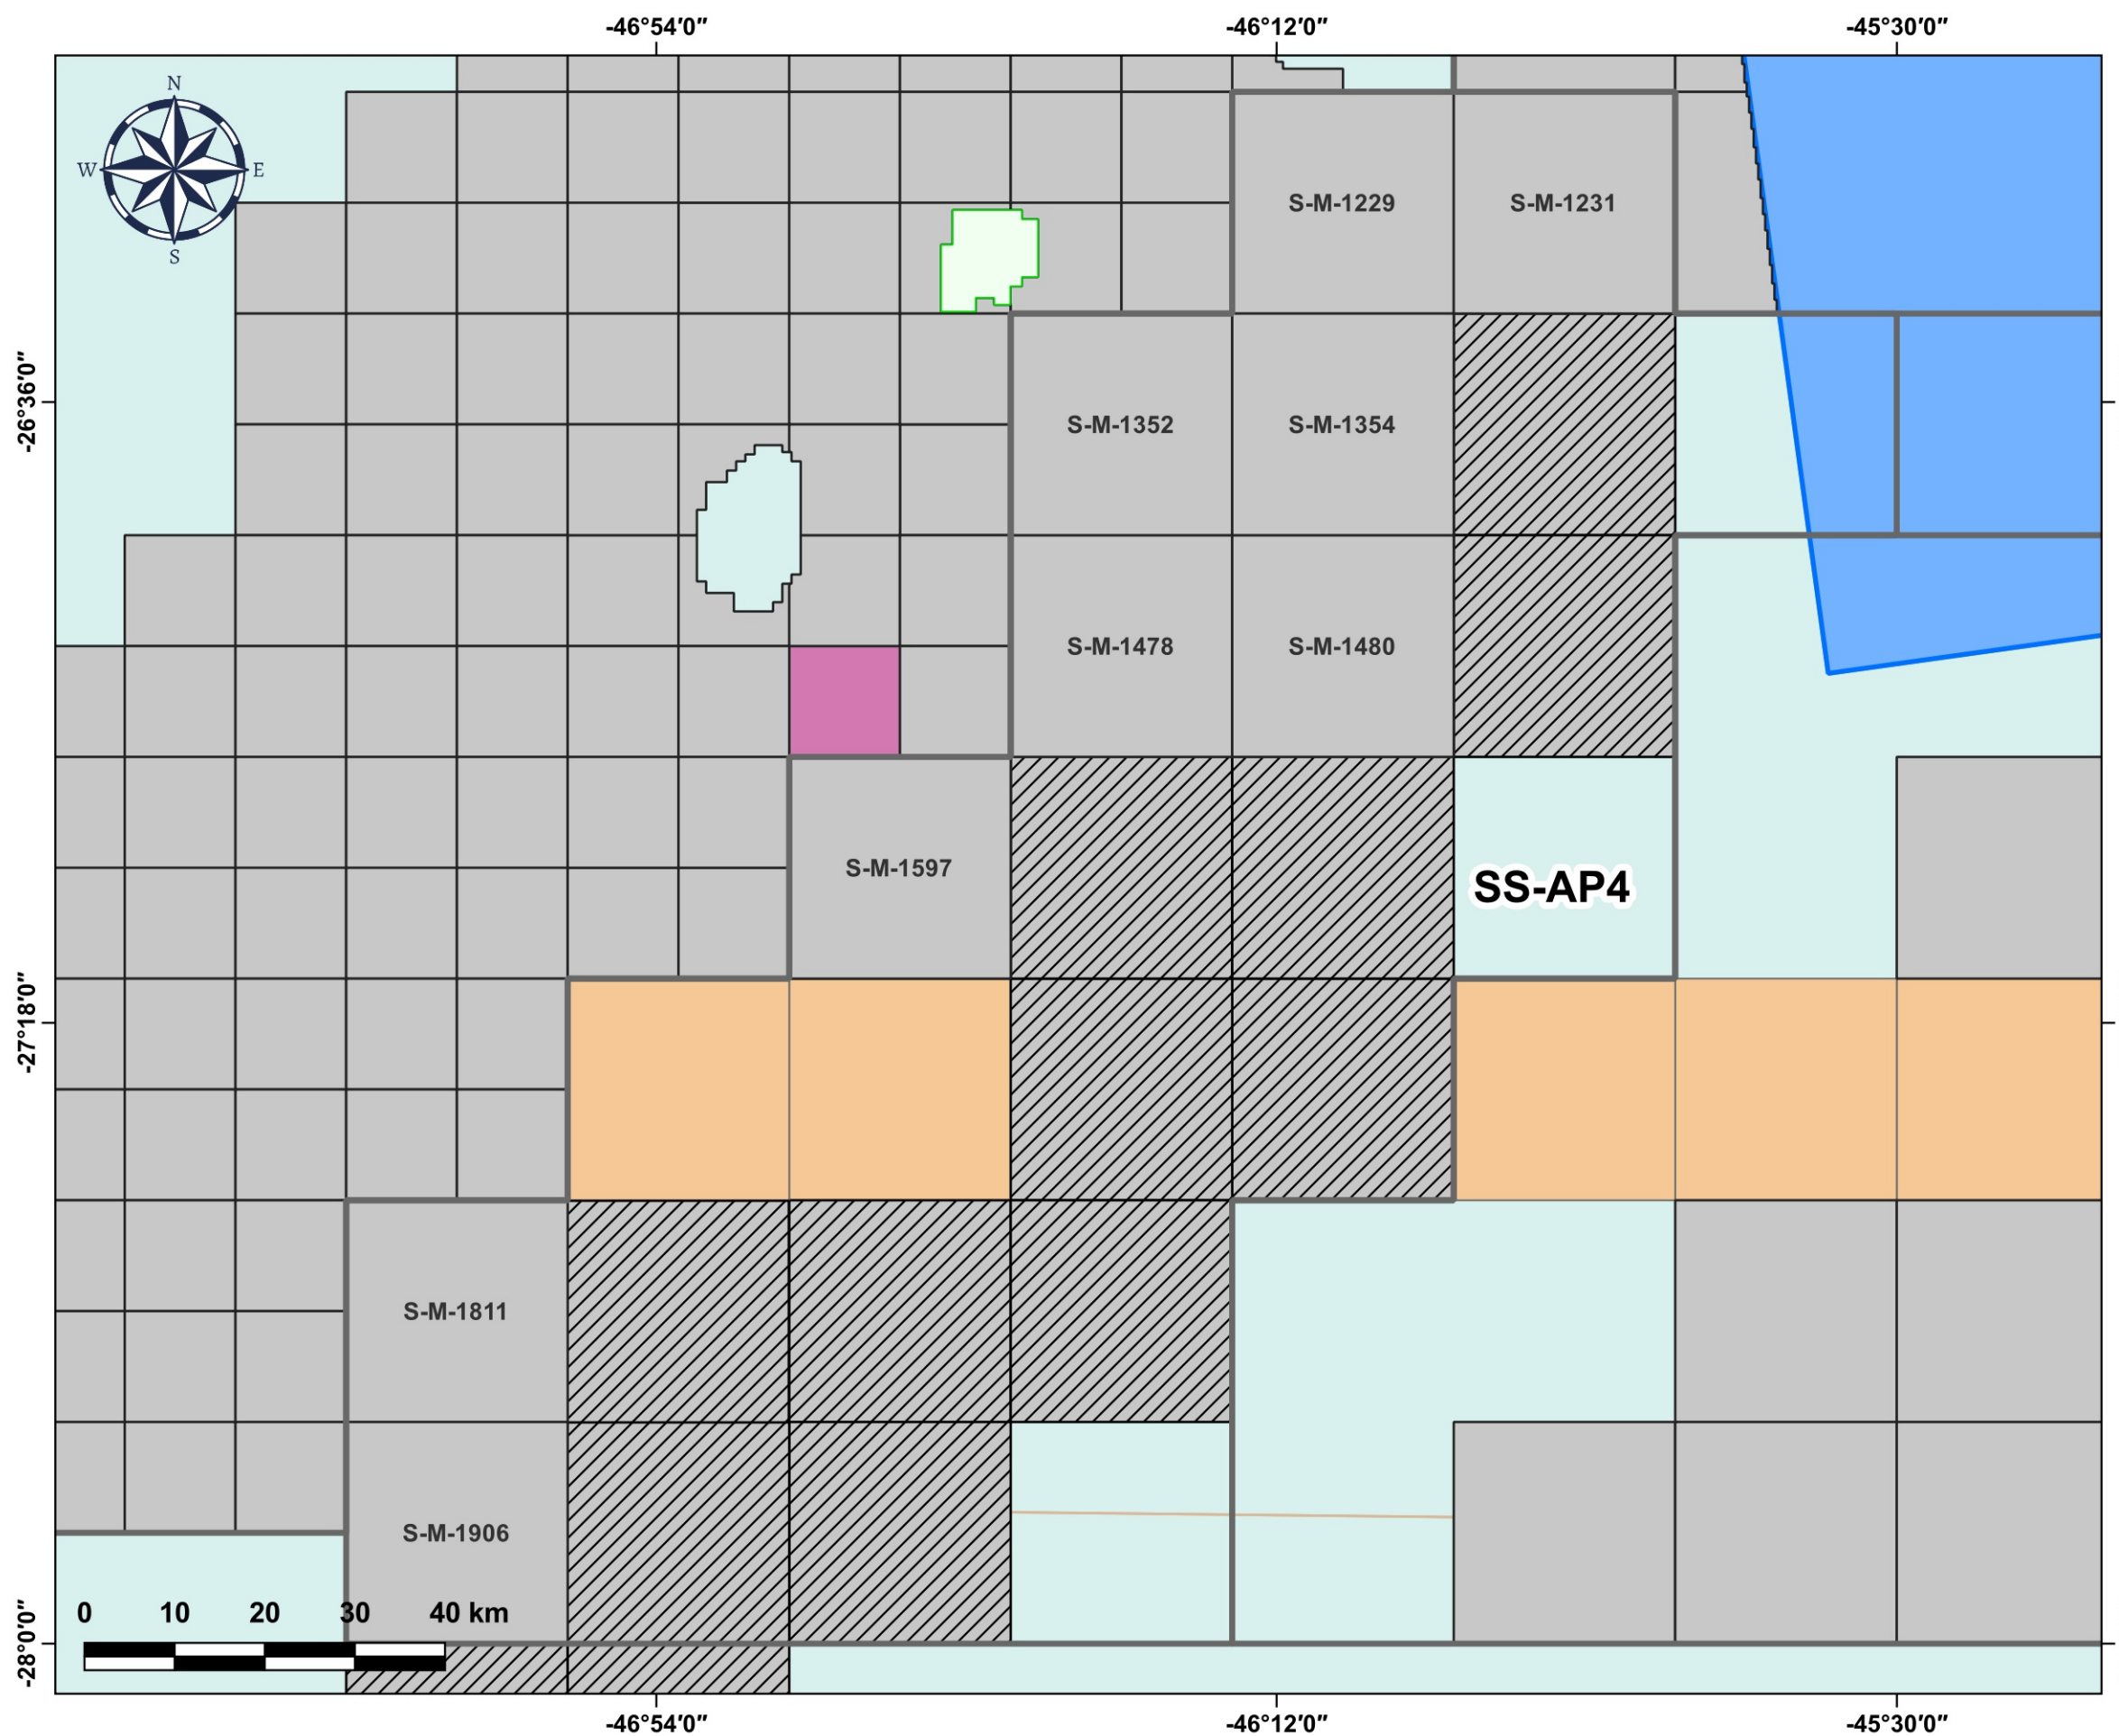 -46°54′0″ -46°12′0″ -45°30′0″
N
W E
S
S-M-1229 S-M-1231
-26°36′0″
S-M-1352 S-M-1354
S-M-1478 S-M-1480
S-M-1597
SS-AP4
-27°18′0″
S-M-1811
S-M-1906
0 10 20 30 40 km
-28°0′0″
-46°54′0″ -46°12′0″ -45°30′0″